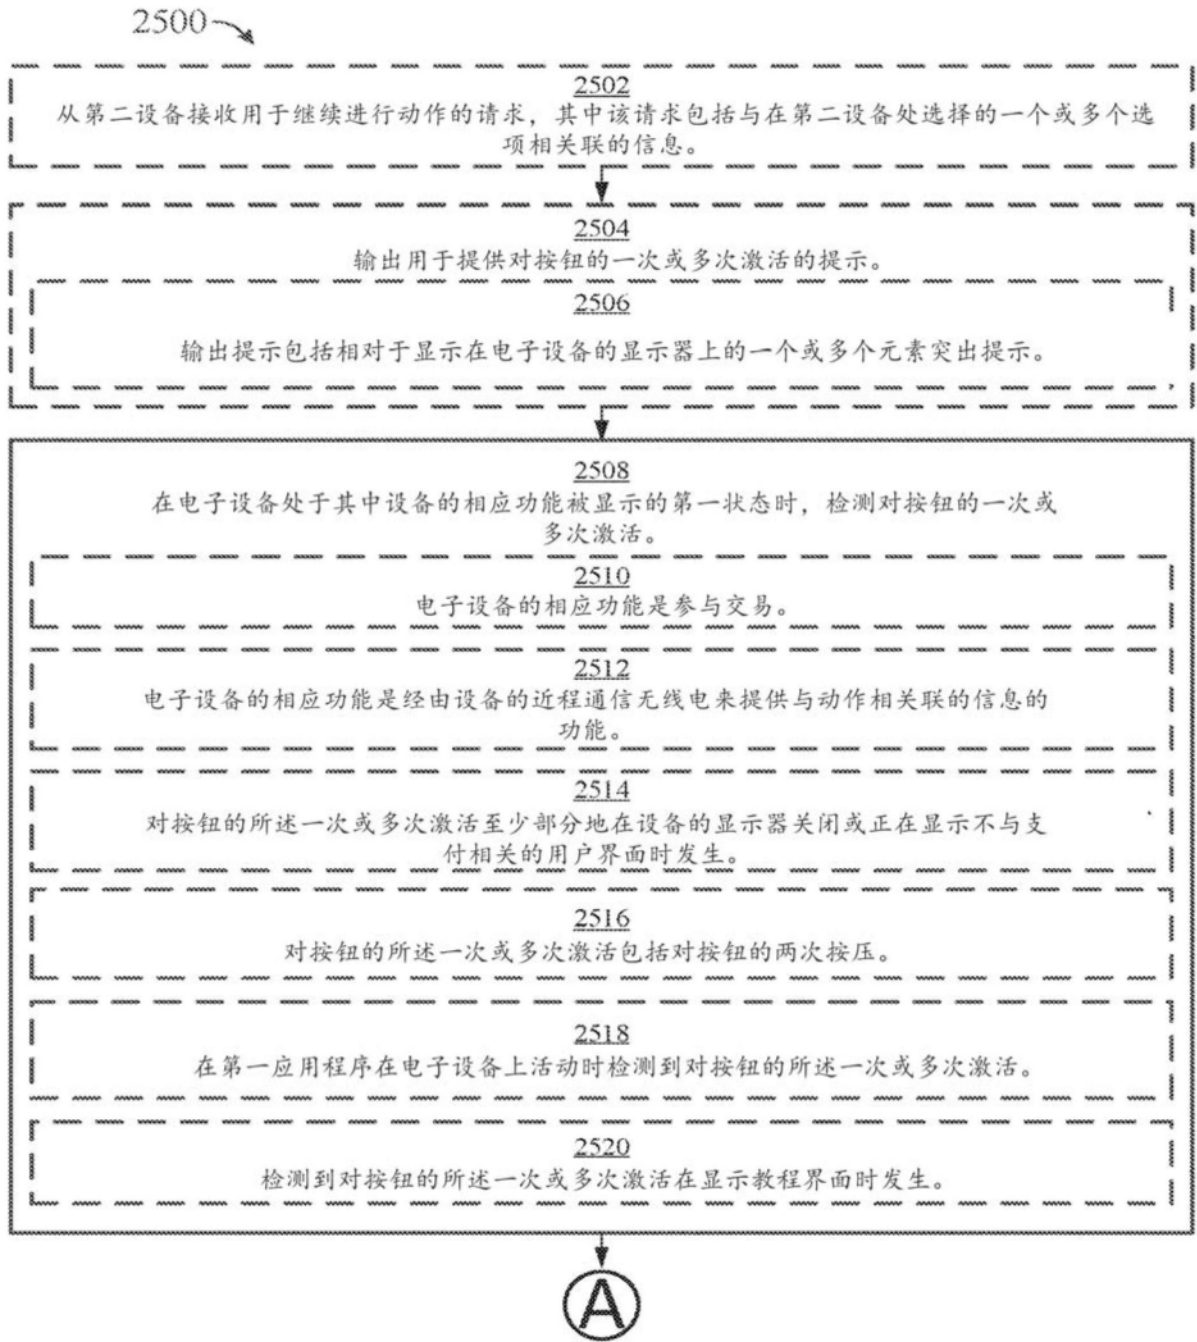 2500
2502
从第二设备接收用于继续进行动作的请求，其中该请求包括与在第二设备处选择的一个或多个选
项相关联的信息。
2504
输出用于提供对按钮的一次或多次激活的提示。
2506
输出提示包括相对于显示在电子设备的显示器上的一个或多个元素突出提示。
2508
在电子设备处于其中设备的相应功能被显示的第一状态时，检测对按钮的一次或
多次激活。
2510
电子设备的相应功能是参与交易。
2512
电子设备的相应功能是经由设备的近程通信无线电来提供与动作相关联的信息的
功能。
2514
对按钮的所述一次或多次激活至少部分地在设备的显示器关闭或正在显示不与支
付相关的用户界面时发生。
2516
对按钮的所述一次或多次激活包括对按钮的两次按压。
2518
在第一应用程序在电子设备上活动时检测到对按钮的所述一次或多次激活。
2520
检测到对按钮的所述一次或多次激活在显示教程界面时发生。
A